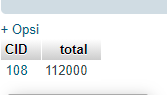 + Opsi
CID total
108 112000